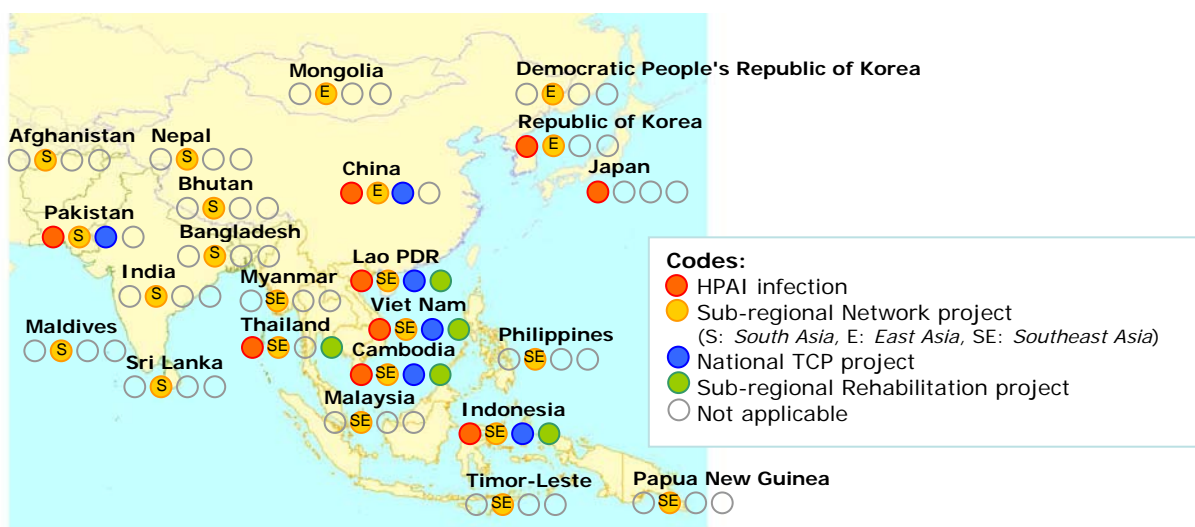 Mongolia
E
Democratic People's Republic of Korea
E
Republic of Korea
E
Afghanistan
S
Nepal
S
China
E
Japan
Bhutan
S
Pakistan
S
Bangladesh
S
India
S
Myanmar
SE
Lao PDR
SE
Viet Nam
SE
Maldives
S
Thailand
SE
Cambodia
SE
Philippines
SE
Sri Lanka
S
Malaysia
SE
Indonesia
SE
Timor-Leste
SE
Papua New Guinea
SE
Codes:
HPAI infection
Sub-regional Network project
(S: South Asia, E: East Asia, SE: Southeast Asia)
National TCP project
Sub-regional Rehabilitation project
Not applicable